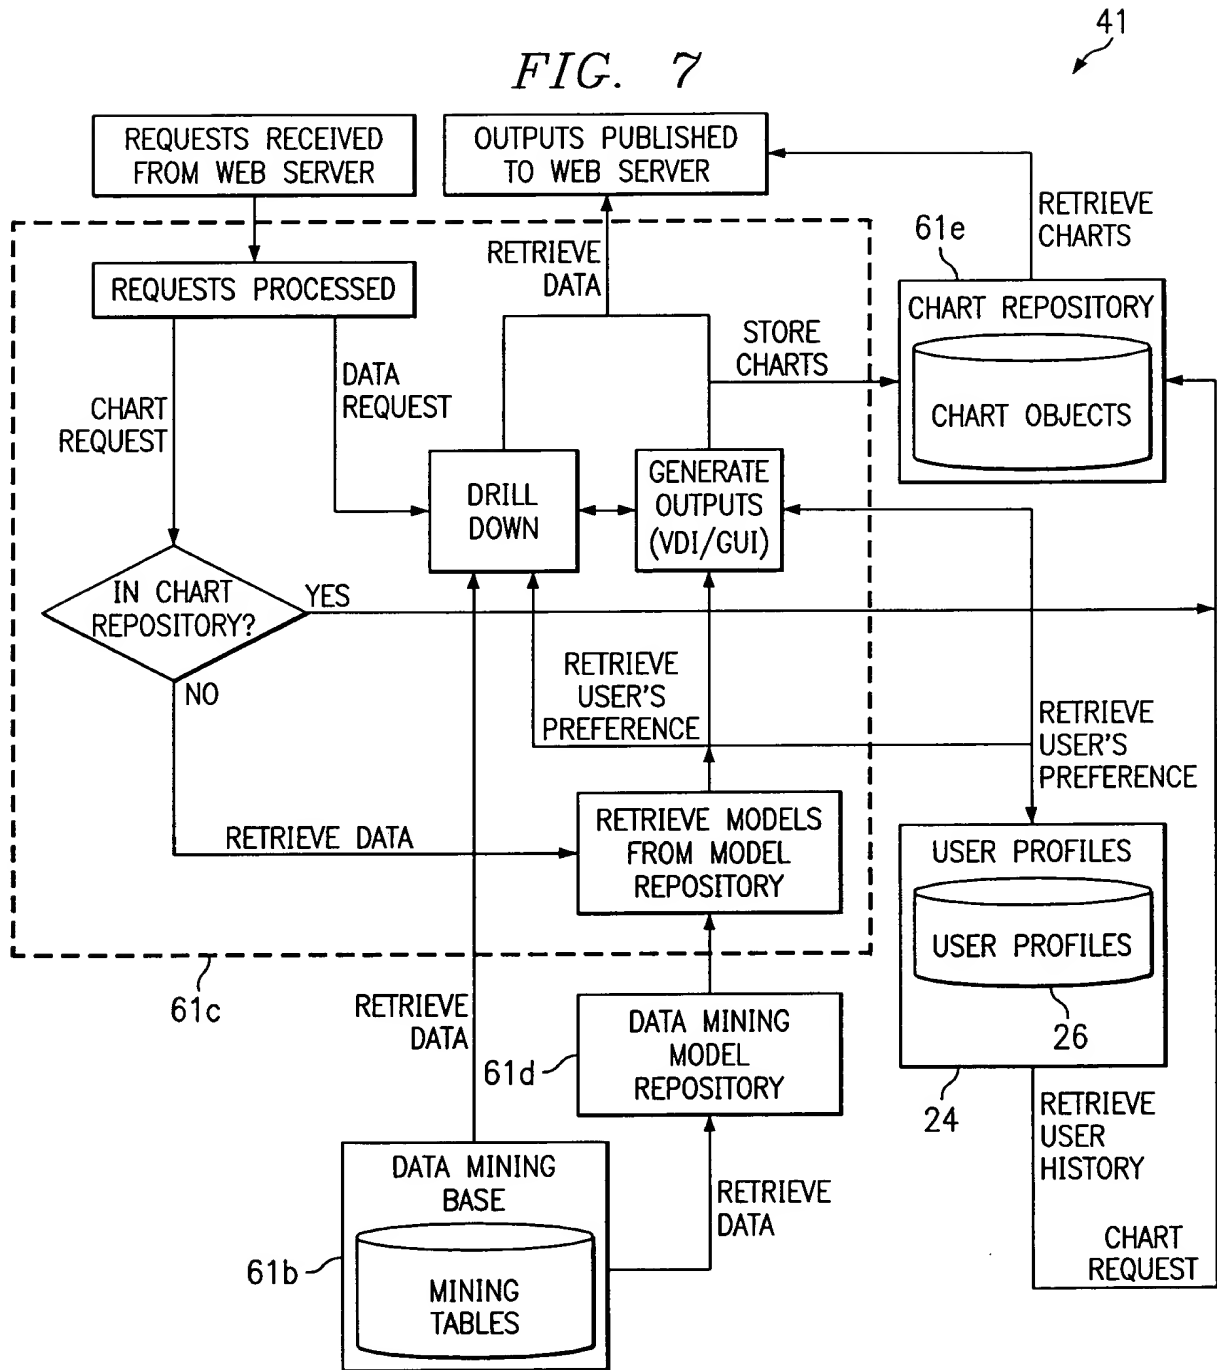 41
FIG. 7
REQUESTS RECEIVED
FROM WEB SERVER
OUTPUTS PUBLISHED
TO WEB SERVER
RETRIEVE
CHARTS
61e
RETRIEVE
DATA
REQUESTS PROCESSED
CHART REPOSITORY
CHART OBJECTS
STORE
CHARTS
DATA
REQUEST
CHART
REQUEST
DRILL
DOWN
GENERATE
OUTPUTS
(VDI/GUI)
IN CHART
REPOSITORY?
YES
NO
RETRIEVE
USER'S
PREFERENCE
RETRIEVE
USER'S
PREFERENCE
RETRIEVE DATA
RETRIEVE MODELS
FROM MODEL
REPOSITORY
USER PROFILES
USER PROFILES
26
24
61c
RETRIEVE
DATA
61d
DATA MINING
MODEL
REPOSITORY
RETRIEVE
USER
HISTORY
DATA MINING
BASE
61b
MINING
TABLES
RETRIEVE
DATA
CHART
REQUEST